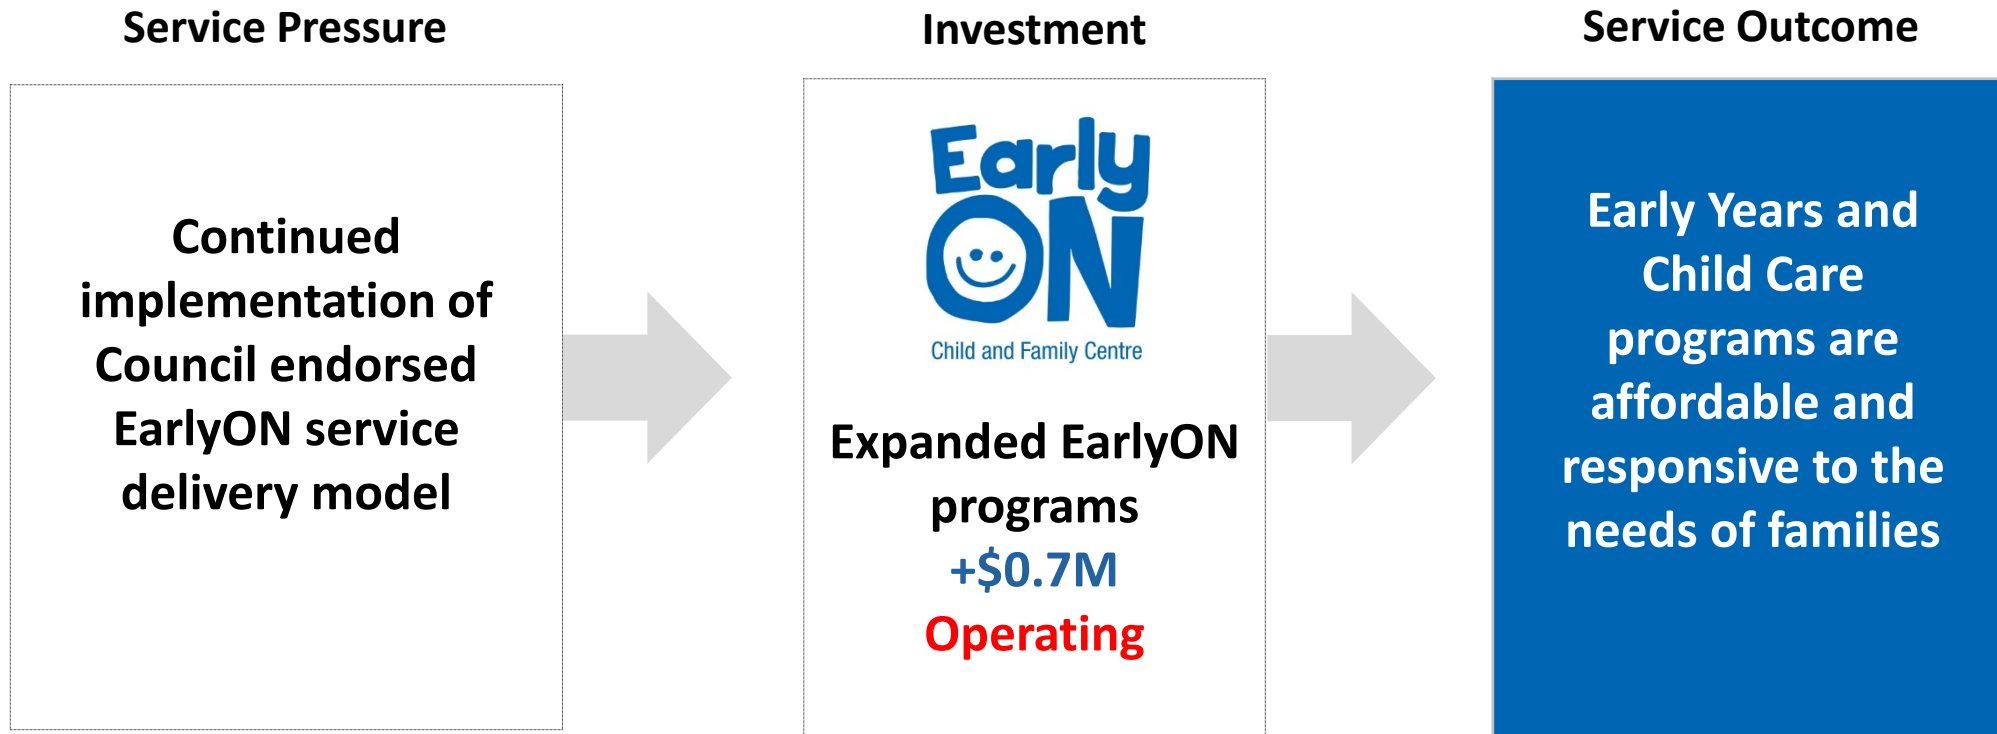 Service Pressure
Continued
implementation of
Council endorsed
EarlyON service
delivery model
Investment
Early
ON
Child and Family Centre
Expanded EarlyON
programs
+$0.7M
Operating
Service Outcome
Early Years and
Child Care
programs are
affordable and
responsive to the
needs of families